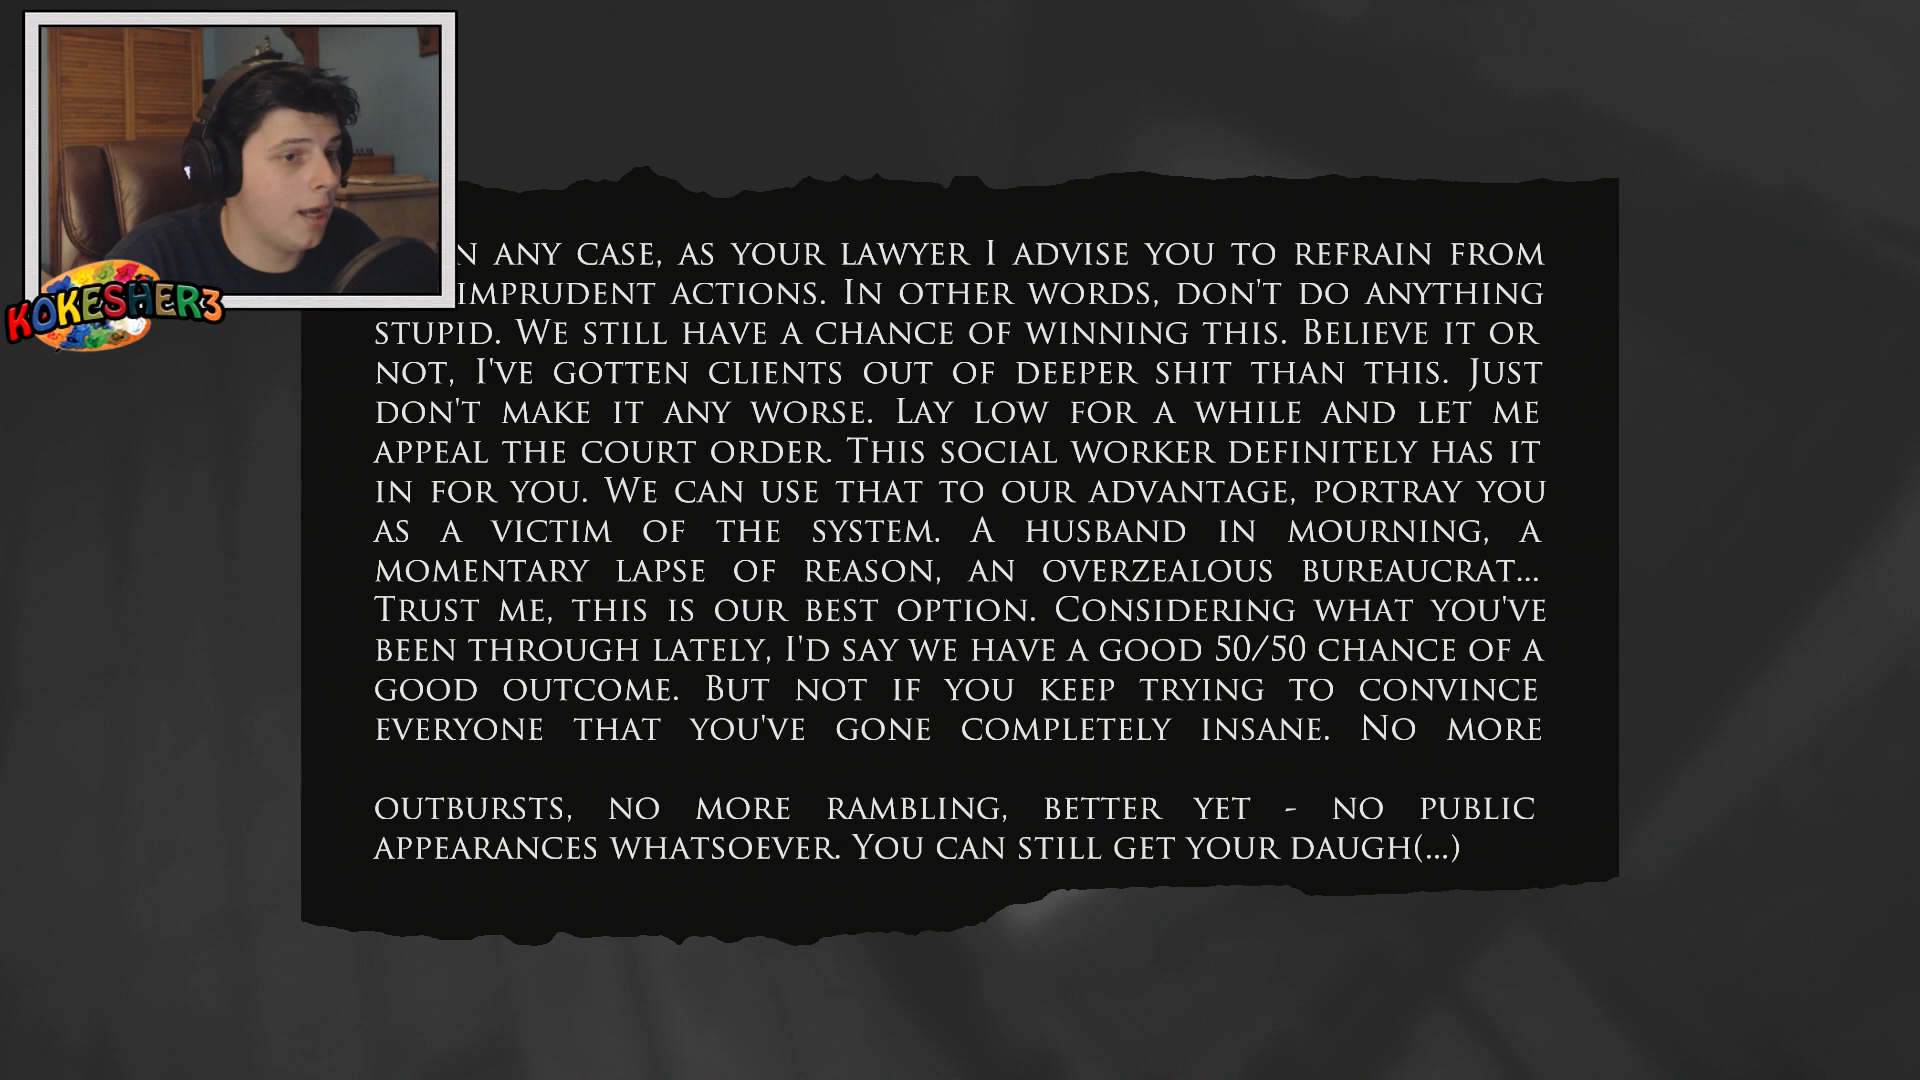 KOKESHER3
N ANY CASE, AS YOUR LAWYER I ADVISE YOU TO REFRAIN FROM
IMPRUDENT ACTIONS. IN OTHER WORDS, DON'T DO ANYTHING
STUPID. WE STILL HAVE A CHANCE OF WINNING THIS. BELIEVE IT OR
NOT, I'VE GOTTEN CLIENTS OUT OF DEEPER SHIT THAN THIS. JUST
DON'T MAKE IT ANY WORSE. LAY LOW FOR A WHILE AND LET ME
APPEAL THE COURT ORDER. THIS SOCIAL WORKER DEFINITELY HAS IT
IN FOR YOU. WE CAN USE THAT TO OUR ADVANTAGE, PORTRAY YOU
AS A VICTIM OF THE SYSTEM. A HUSBAND IN MOURNING, A
MOMENTARY LAPSE OF REASON, AN OVERZEALOUS BUREAUCRAT...
TRUST ME, THIS IS OUR BEST OPTION. CONSIDERING WHAT YOU'VE
BEEN THROUGH LATELY, I'D SAY WE HAVE A GOOD 50/50 CHANCE OF A
GOOD OUTCOME. BUT NOT IF YOU KEEP TRYING TO CONVINCE
EVERYONE THAT YOU'VE GONE COMPLETELY INSANE. NO MORE
OUTBURSTS, NO MORE RAMBLING, BETTER YET - NO PUBLIC
APPEARANCES WHATSOEVER. YOU CAN STILL GET YOUR DAUGH(...)